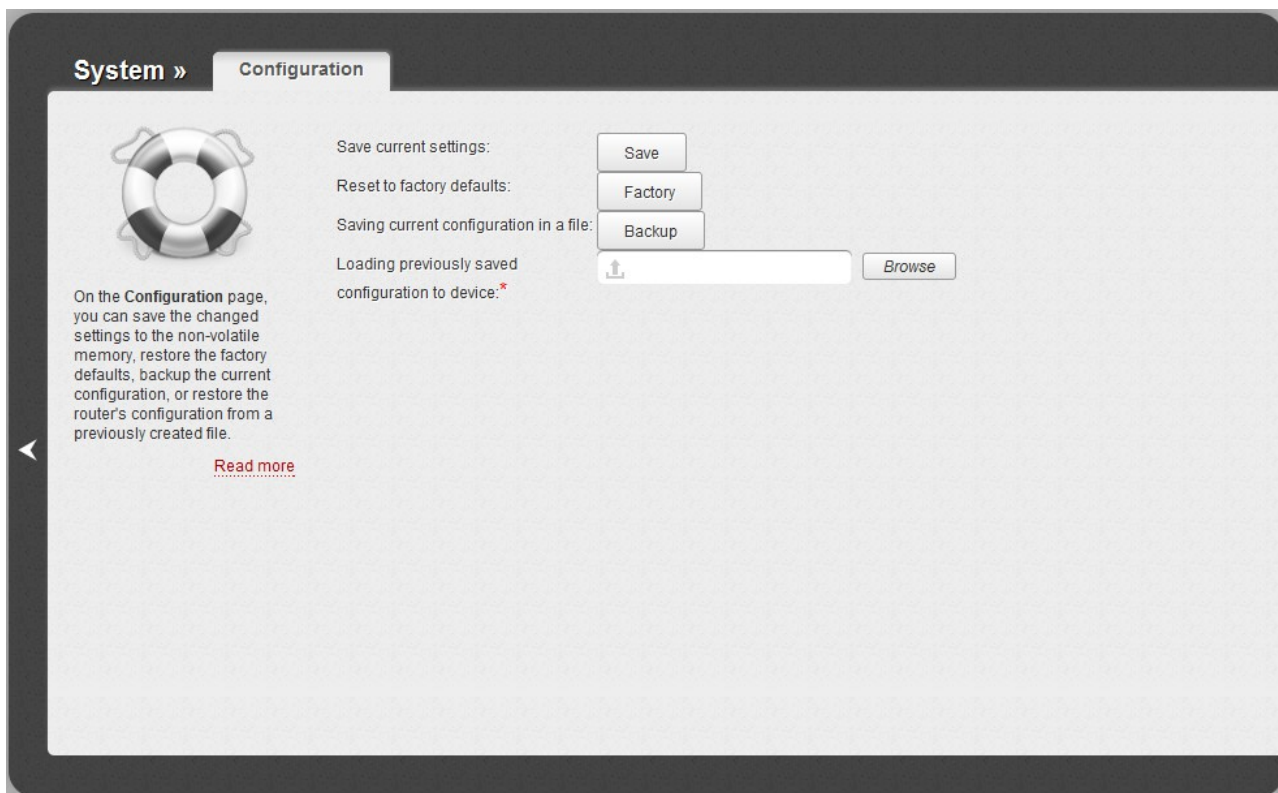 System »
Configuration
Save current settings:
Save
Reset to factory defaults:
Factory
Saving current configuration in a file:
Backup
Loading previously saved
configuration to device:*
Browse
On the Configuration page,
you can save the changed
settings to the non-volatile
memory, restore the factory
defaults, backup the current
configuration, or restore the
router's configuration from a
previously created file.
Read more